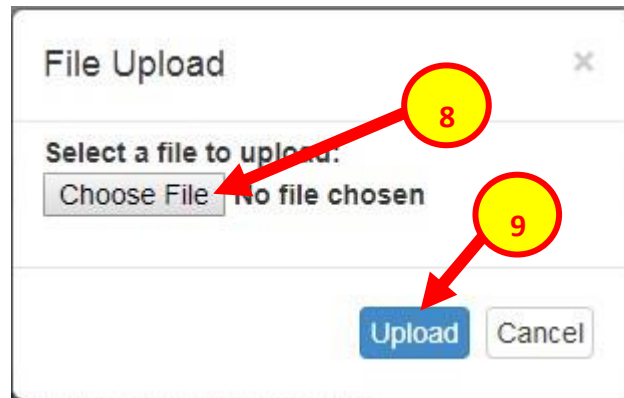 File Upload ×
8
Select a file to upload:
Choose File No file chosen
9
Upload Cancel